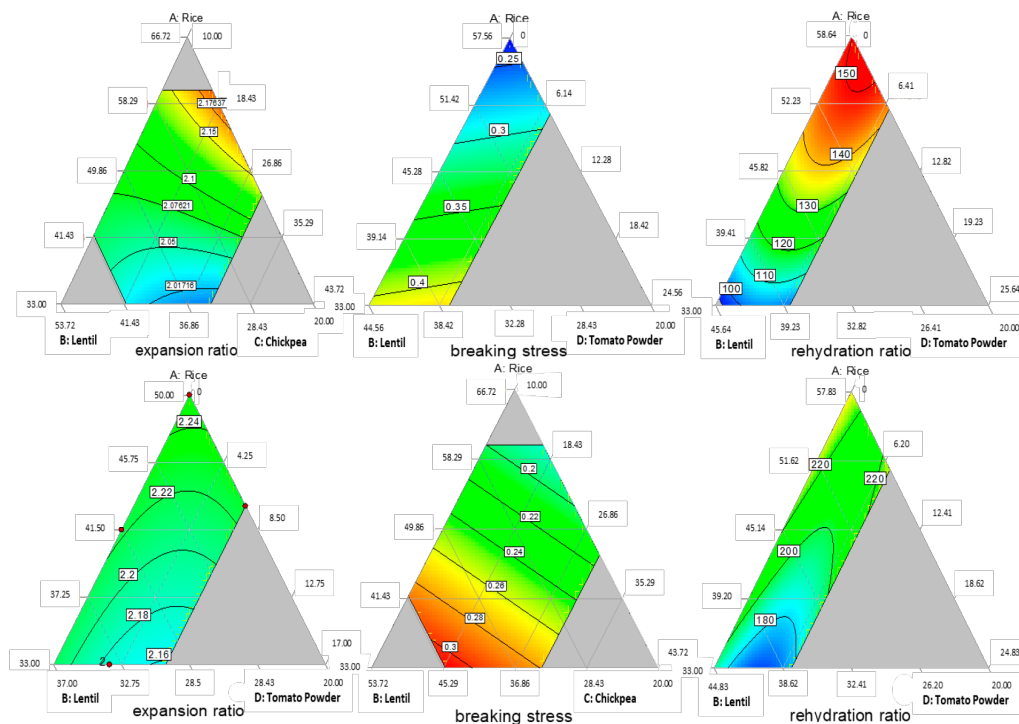 A: Rice
66.72 10.00
58.29 18.43
2.17637
2.15
49.86 26.86
2.1
2.07621
41.43 35.29
2.05
2.01716
33.00 43.72
53.72 41.43 36.86 28.43 20.00
B: Lentil C: Chickpea
expansion ratio
A: Rice
57.56 0
0.25
51.42 6.14
0.3
45.28 12.28
0.35
39.14 18.42
0.4
33.00 24.56
44.56 38.42 32.28 28.43 20.00
B: Lentil D: Tomato Powder
breaking stress
A: Rice
58.64 0
150
52.23 6.41
140
45.82 12.82
130
39.41 19.23
120
110
100
33.00 25.64
45.64 39.23 32.82 26.41 20.00
B: Lentil D: Tomato Powder
rehydration ratio
A: Rice
50.00 0
2.24
45.75 4.25
2.22
41.50 8.50
2.2
37.25 12.75
2.18
2.16
2
33.00 17.00
37.00 32.75 28.5 28.43 20.00
B: Lentil D: Tomato Powder
expansion ratio
A: Rice
66.72 10.00
58.29 18.43
0.2
0.22
49.86 26.86
0.24
0.26
41.43 35.29
0.28
0.3
33.00 43.72
53.72 45.29 36.86 28.43 20.00
B: Lentil C: Chickpea
breaking stress
A: Rice
57.83 0
51.62 220 6.20
220
45.14 12.41
200
39.20 18.62
180
33.00 24.83
44.83 38.62 32.41 26.20 20.00
B: Lentil D: Tomato Powder
rehydration ratio